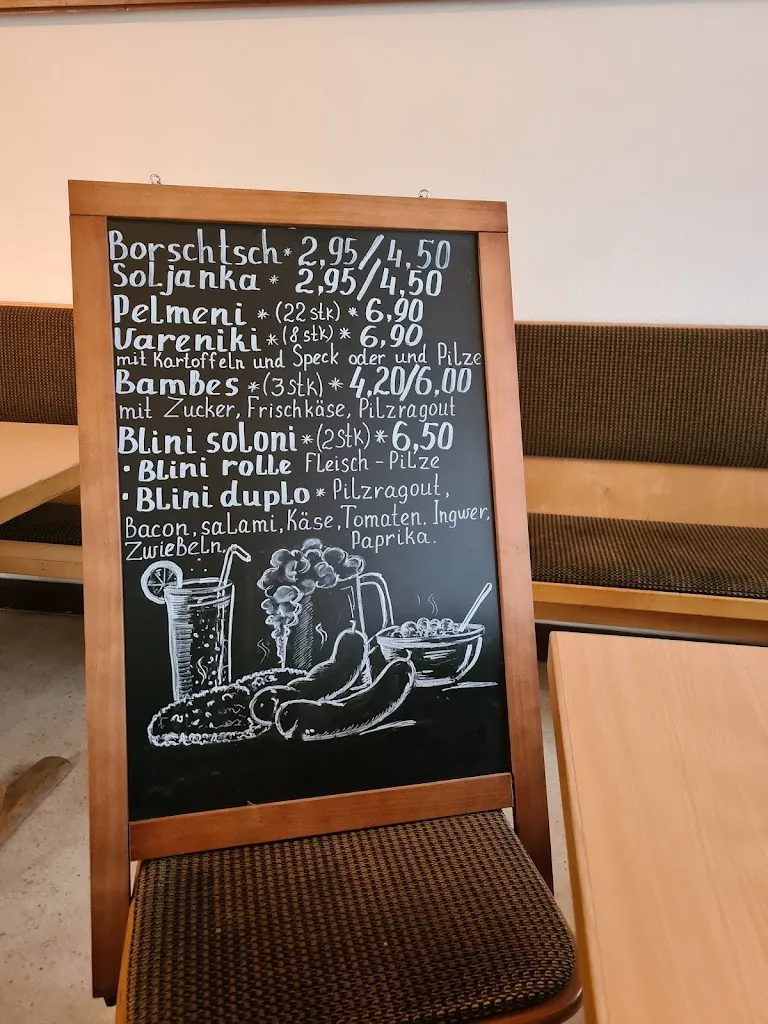 Borschtsch * 2,95/4,50
Soljanka * 2,95/4,50
Pelmeni * (22 stk) * 6,90
Vareniki * (8 stk) * 6,90
mit Kartoffeln und Speck oder und Pilze
Bambes * (3 stk) * 4,20/6,00
mit Zucker, Frischkäse, Pilzragout
Blini soloni * (2 stk) * 6,50
• Blini rolle Fleisch - Pilze
• Blini duplo * Pilzragout,
Bacon, salami, Käse, Tomaten. Ingwer,
Zwiebeln, Paprika.